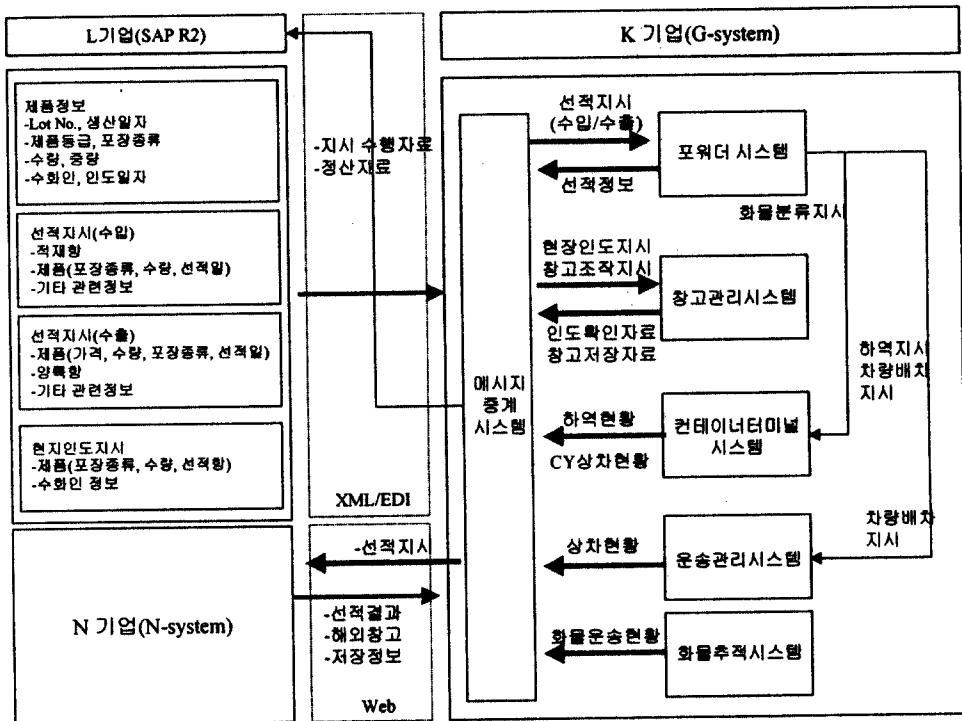 L기업(SAP R2)
K 기업(G-system)
제품정보
-Lot No., 생산일자
-제품등급, 포장종류
-수량, 중량
-수화인, 인도일자
선적지시(수입)
-적재항
-제품(포장종류, 수량, 선적일)
-기타 관련정보
선적지시(수출)
-제품(가격, 수량, 포장종류, 선적일)
-양륙항
-기타 관련정보
현지인도지시
-제품(포장종류, 수량, 선적항)
-수화인 정보
N 기업(N-system)
-지시 수행자료
-정산자료
XML/EDI
-선적지시
-선적결과
-해외창고
-저장정보
Web
메시지
중계
시스템
선적지시
(수입/수출)
선적정보
포워더 시스템
화물분류지시
현장인도지시
창고조작지시
인도확인자료
창고저장자료
창고관리시스템
하역지시
차량배차
지시
하역현황
CY상차현황
컨테이너터미널
시스템
차량배차
지시
상차현황
운송관리시스템
화물운송현황
화물추적시스템